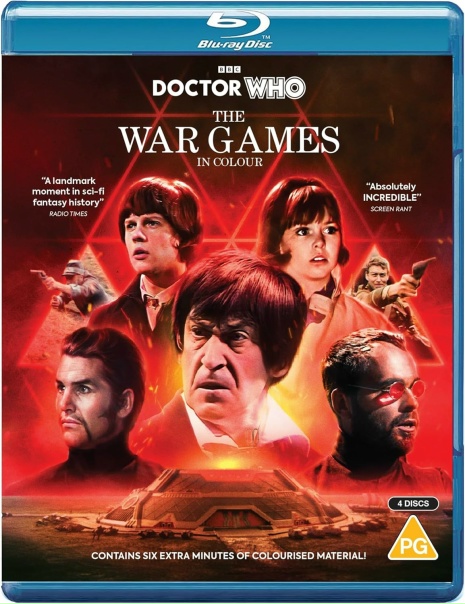 Blu-ray Disc™
BBC
DOCTOR WHO
THE
WAR GAMES
IN COLOUR
"A landmark
moment in sci-fi
fantasy history"
RADIO TIMES
"Absolutely
INCREDIBLE"
SCREEN RANT
4 DISCS
PG
CONTAINS SIX EXTRA MINUTES OF COLOURISED MATERIAL!